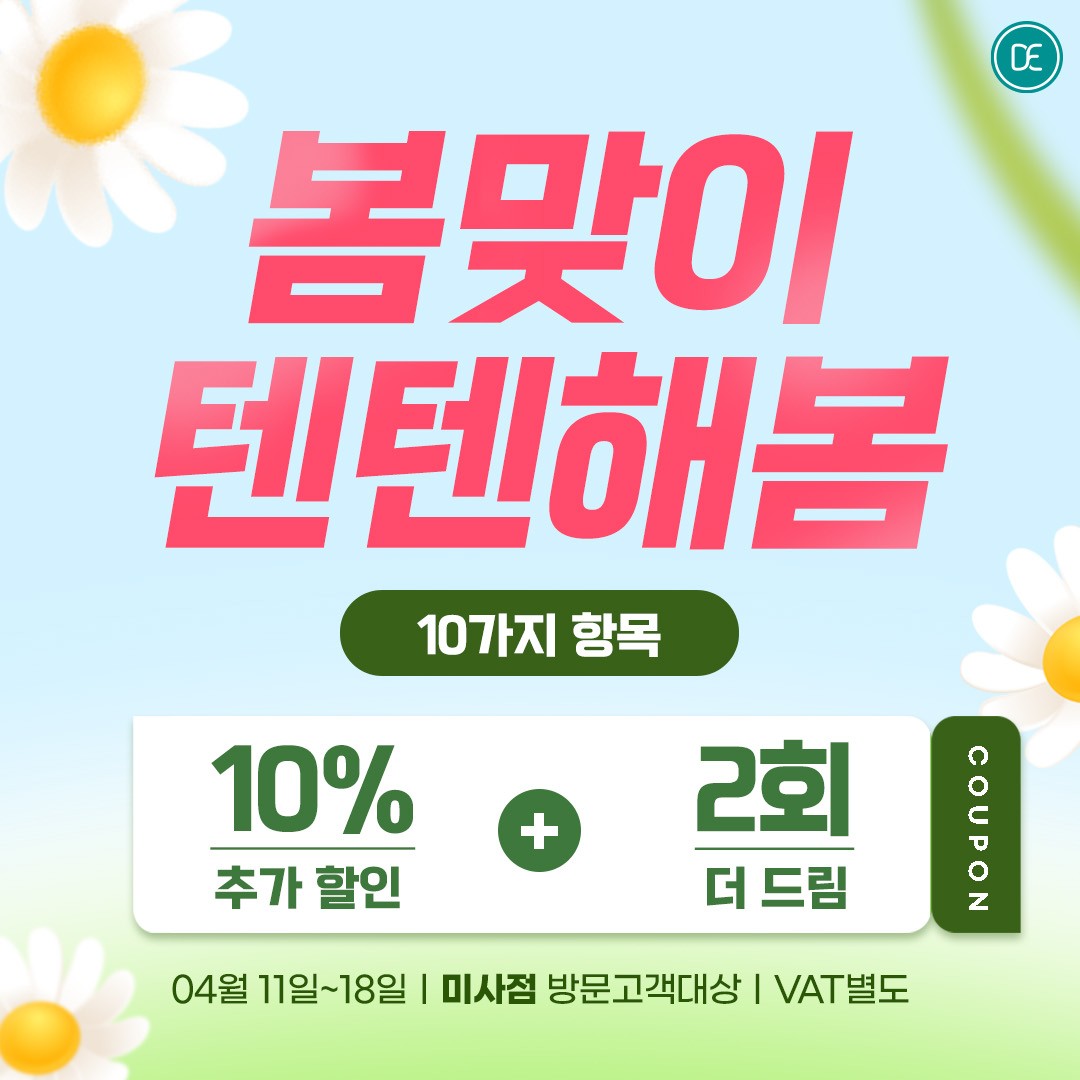 DE
봄맞이
텐텐해봄
10가지 항목
10% + 2회
추가 할인 더 드림
COUPON
04월 11일~18일 | 미사점 방문고객대상 | VAT별도